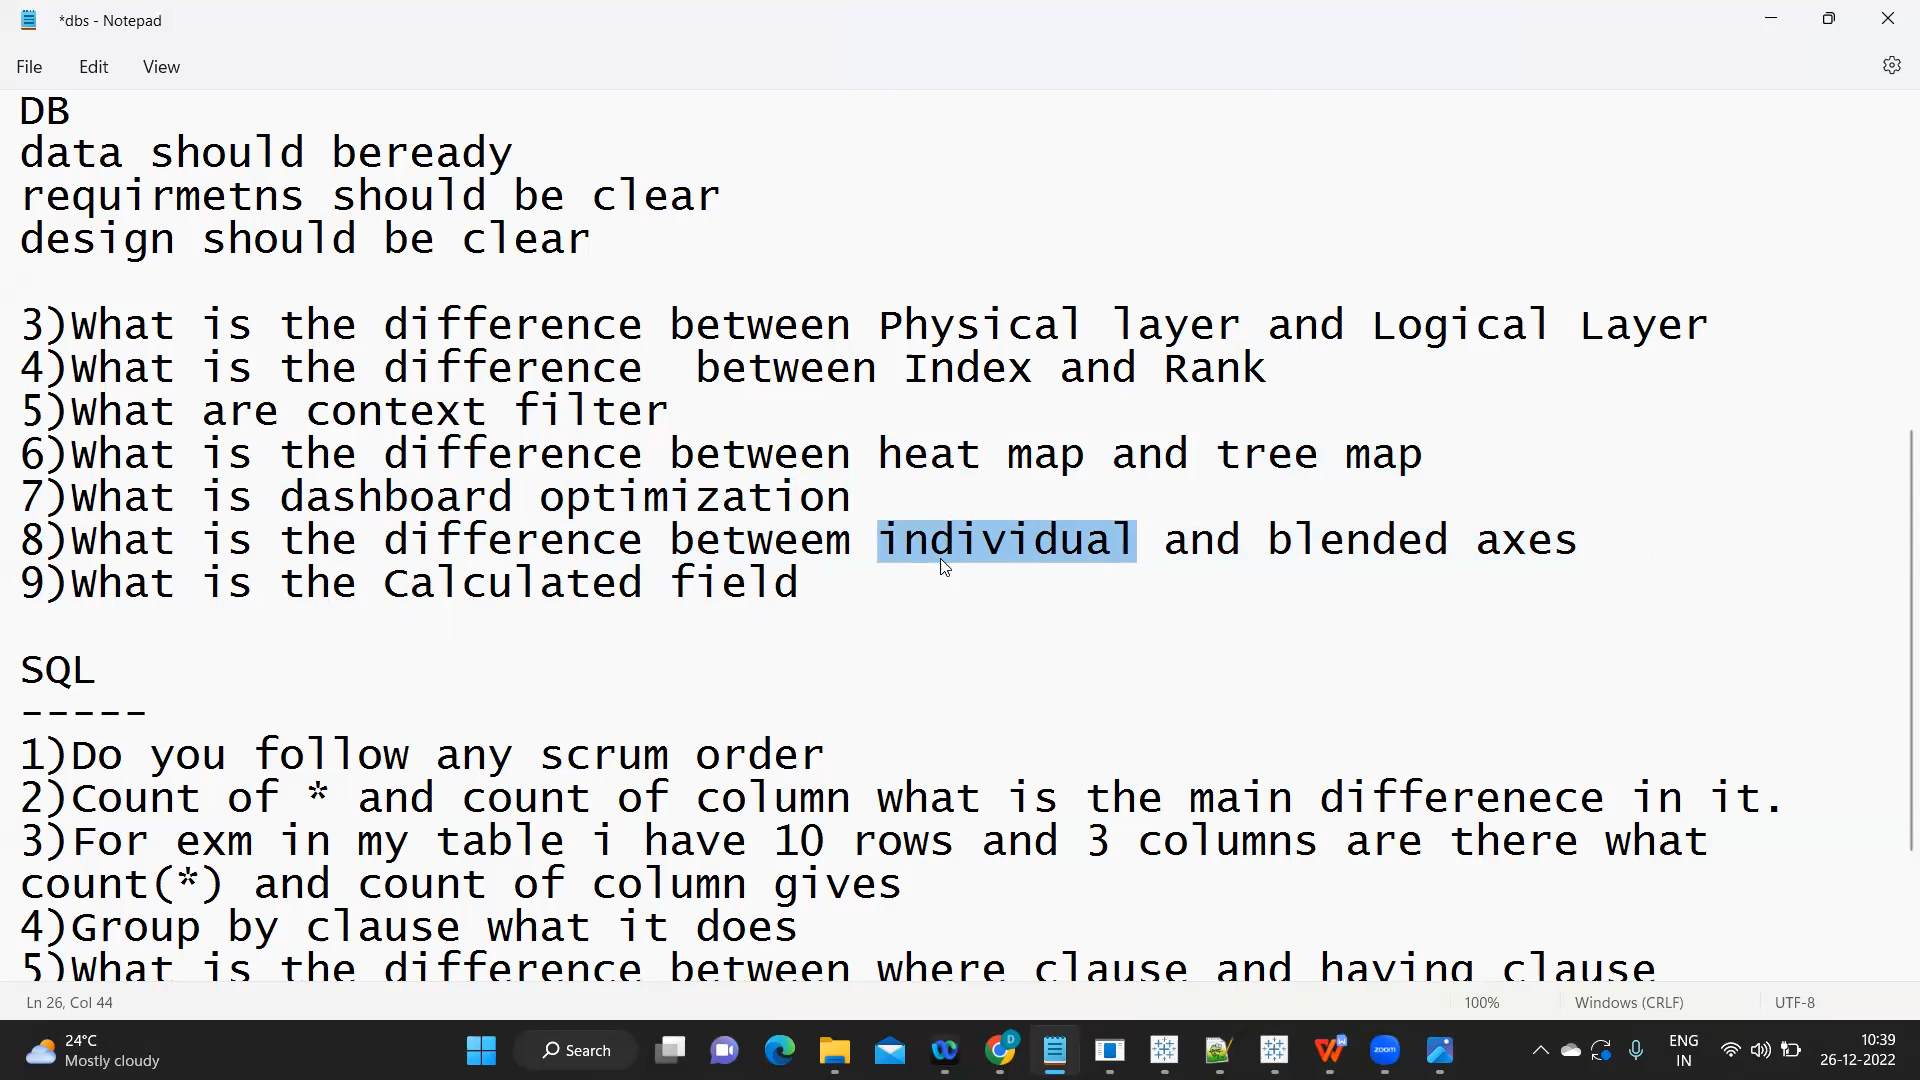 *dbs - Notepad
File Edit View
DB
data should beready
requirmetns should be clear
design should be clear
3)What is the difference between Physical layer and Logical Layer
4)What is the difference  between Index and Rank
5)What are context filter
6)What is the difference between heat map and tree map
7)What is dashboard optimization
8)What is the difference betweem individual and blended axes
9)What is the Calculated field
SQL
-----
1)Do you follow any scrum order
2)Count of * and count of column what is the main differenece in it.
3)For exm in my table i have 10 rows and 3 columns are there what
count(*) and count of column gives
4)Group by clause what it does
5)What is the difference between where clause and having clause
Ln 26, Col 44 100% Windows (CRLF) UTF-8
24°C
Mostly cloudy
Search
D
zoom
ENG
IN
10:39
26-12-2022